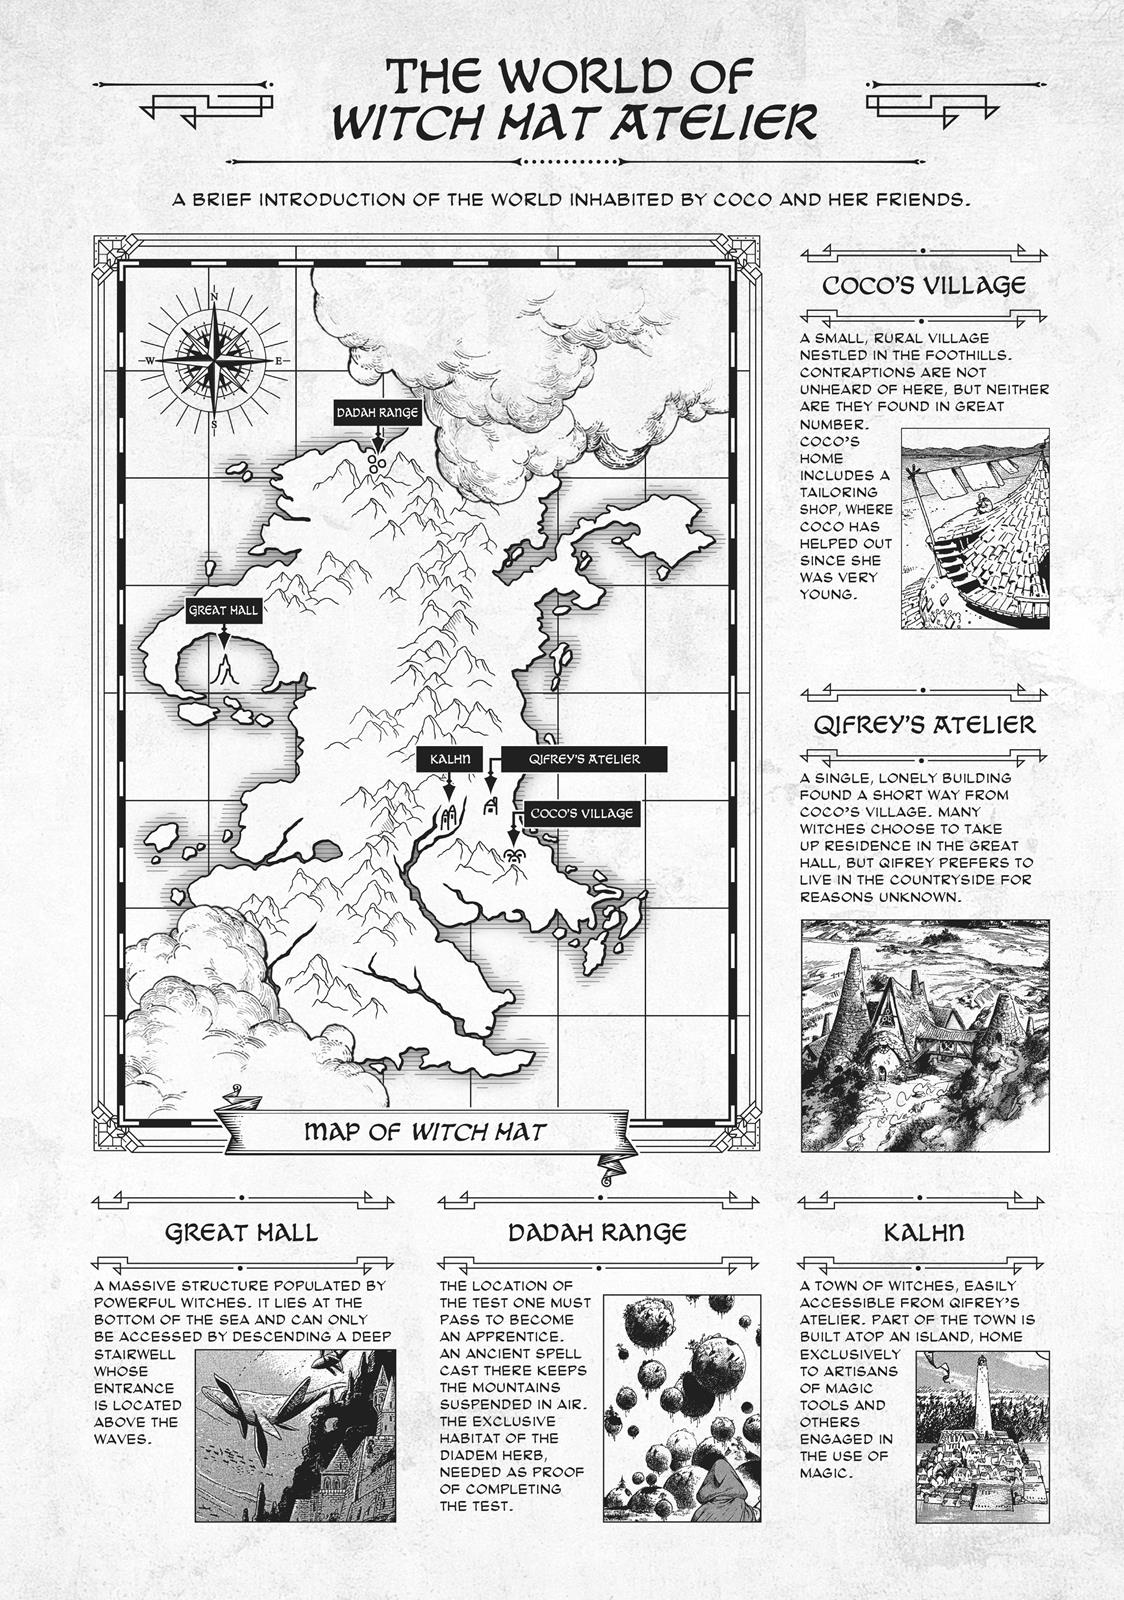 THE WORLD OF
WITCH HAT ATELIER
A BRIEF INTRODUCTION OF THE WORLD INHABITED BY COCO AND HER FRIENDS.
N
W
E
S
DADAH RANGE
GREAT HALL
KALHN
QIFREY'S ATELIER
COCO'S VILLAGE
MAP OF WITCH HAT
COCO'S VILLAGE
A SMALL, RURAL VILLAGE
NESTLED IN THE FOOTHILLS.
CONTRAPTIONS ARE NOT
UNHEARD OF HERE, BUT NEITHER
ARE THEY FOUND IN GREAT
NUMBER.
COCO'S
HOME
INCLUDES A
TAILORING
SHOP, WHERE
COCO HAS
HELPED OUT
SINCE SHE
WAS VERY
YOUNG.
QIFREY'S ATELIER
A SINGLE, LONELY BUILDING
FOUND A SHORT WAY FROM
COCO'S VILLAGE. MANY
WITCHES CHOOSE TO TAKE
UP RESIDENCE IN THE GREAT
HALL, BUT QIFREY PREFERS TO
LIVE IN THE COUNTRYSIDE FOR
REASONS UNKNOWN.
GREAT HALL
A MASSIVE STRUCTURE POPULATED BY
POWERFUL WITCHES. IT LIES AT THE
BOTTOM OF THE SEA AND CAN ONLY
BE ACCESSED BY DESCENDING A DEEP
STAIRWELL
WHOSE
ENTRANCE
IS LOCATED
ABOVE THE
WAVES.
DADAH RANGE
THE LOCATION OF
THE TEST ONE MUST
PASS TO BECOME
AN APPRENTICE.
AN ANCIENT SPELL
CAST THERE KEEPS
THE MOUNTAINS
SUSPENDED IN AIR.
THE EXCLUSIVE
HABITAT OF THE
DIADEM HERB,
NEEDED AS PROOF
OF COMPLETING
THE TEST.
KALHN
A TOWN OF WITCHES, EASILY
ACCESSIBLE FROM QIFREY'S
ATELIER. PART OF THE TOWN IS
BUILT ATOP AN ISLAND, HOME
EXCLUSIVELY
TO ARTISANS
OF MAGIC
TOOLS AND
OTHERS
ENGAGED IN
THE USE OF
MAGIC.